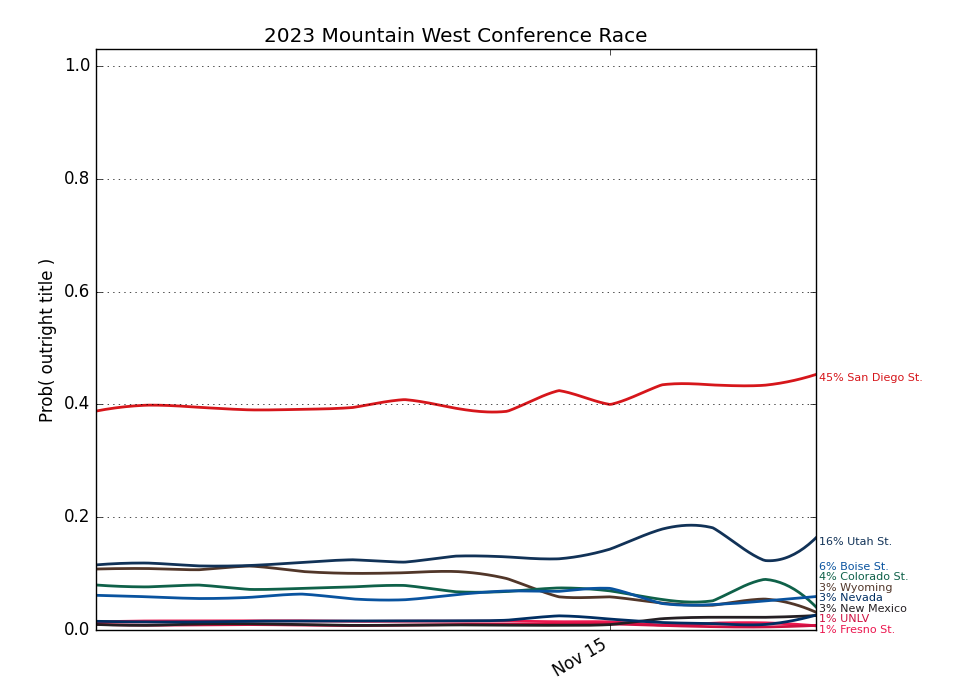 2023 Mountain West Conference Race
Prob( outright title )
1.0
0.8
0.6
0.4
0.2
0.0
45% San Diego St.
16% Utah St.
6% Boise St.
4% Colorado St.
3% Wyoming
3% Nevada
3% New Mexico
1% UNLV
1% Fresno St.
Nov 15